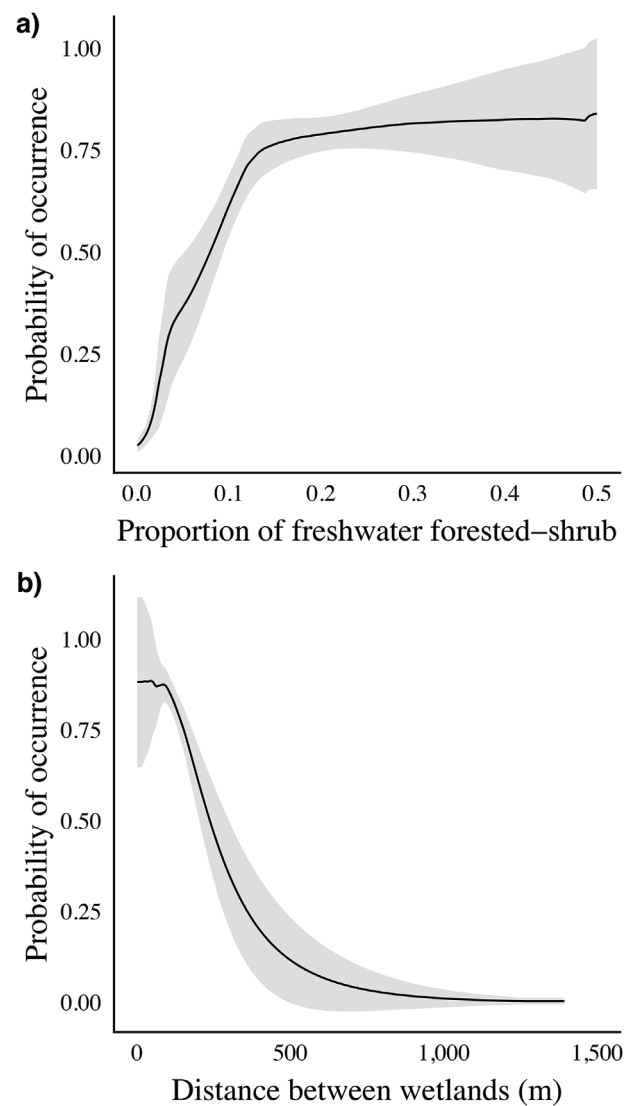 a)
Probability of occurrence
1.00
0.75
0.50
0.25
0.00
0.0 0.1 0.2 0.3 0.4 0.5
Proportion of freshwater forested–shrub
b)
Probability of occurrence
1.00
0.75
0.50
0.25
0.00
0 500 1,000 1,500
Distance between wetlands (m)